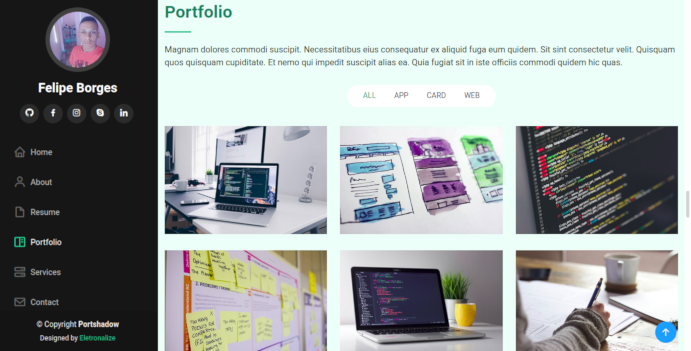 Felipe Borges
Home
About
Resume
Portfolio
Services
Contact
© Copyright Portshadow
Designed by Eletronalize
Portfolio
Magnam dolores commodi suscipit. Necessitatibus eius consequatur ex aliquid fuga eum quidem. Sit sint consectetur velit. Quisquam
quos quisquam cupiditate. Et nemo qui impedit suscipit alias ea. Quia fugiat sit in iste officiis commodi quidem hic quas.
ALL APP CARD WEB